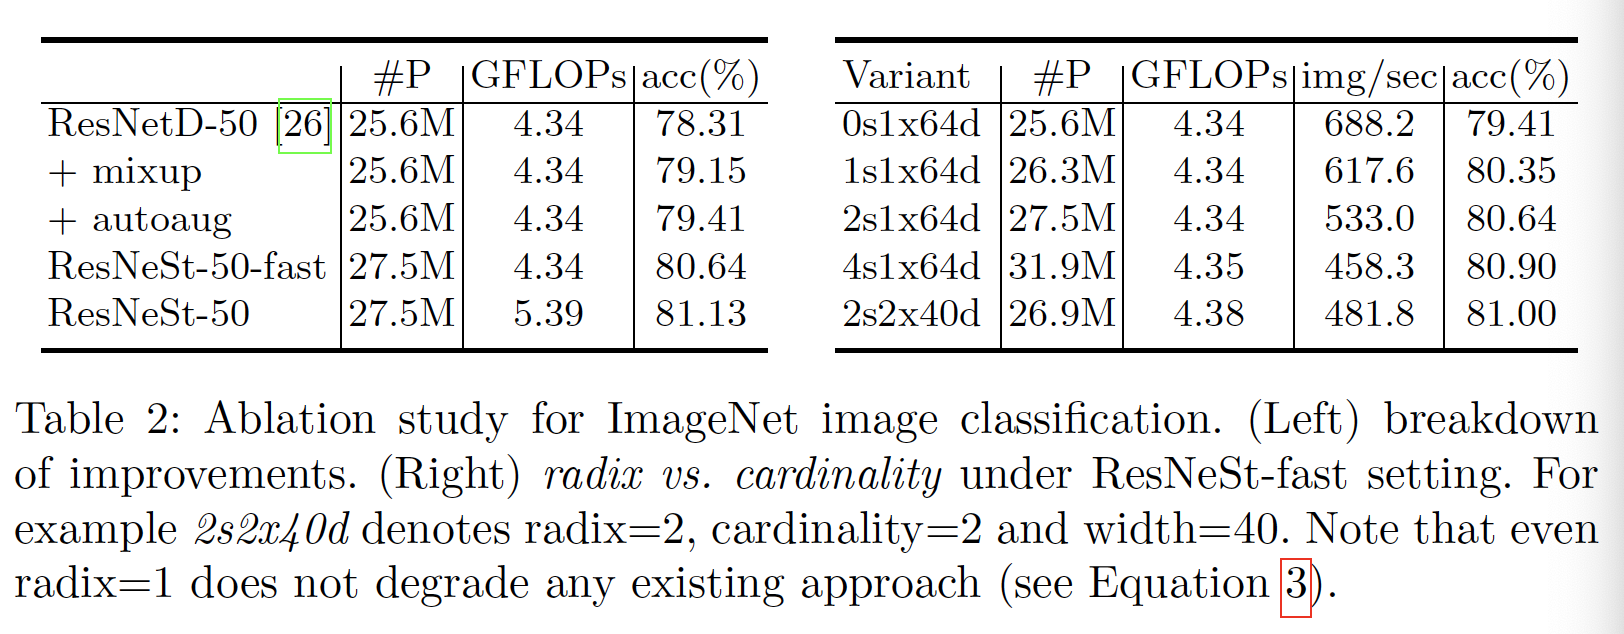 #P GFLOPs acc(%)
ResNetD-50 [26] 25.6M 4.34 78.31
+ mixup 25.6M 4.34 79.15
+ autoaug 25.6M 4.34 79.41
ResNeSt-50-fast 27.5M 4.34 80.64
ResNeSt-50 27.5M 5.39 81.13
Variant #P GFLOPs img/sec acc(%)
0s1x64d 25.6M 4.34 688.2 79.41
1s1x64d 26.3M 4.34 617.6 80.35
2s1x64d 27.5M 4.34 533.0 80.64
4s1x64d 31.9M 4.35 458.3 80.90
2s2x40d 26.9M 4.38 481.8 81.00
Table 2: Ablation study for ImageNet image classification. (Left) breakdown
of improvements. (Right) radix vs. cardinality under ResNeSt-fast setting. For
example 2s2x40d denotes radix=2, cardinality=2 and width=40. Note that even
radix=1 does not degrade any existing approach (see Equation 3).